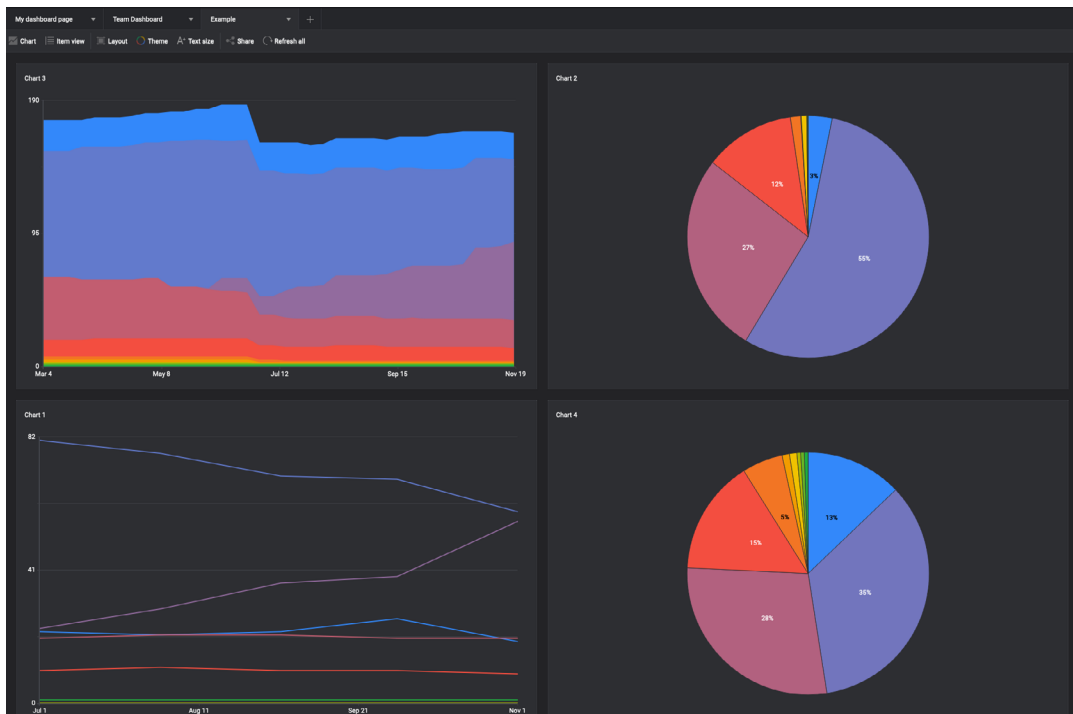 My dashboard page
Team Dashboard
Example
Chart
Item view
Layout
Theme
A+ Text size
Share
Refresh all
Chart 3
190
95
0
Mar 4
May 8
Jul 12
Sep 15
Nov 19
Chart 2
3%
12%
27%
55%
Chart 1
82
41
0
Jul 1
Aug 11
Sep 21
Nov 1
Chart 4
13%
5%
15%
35%
28%